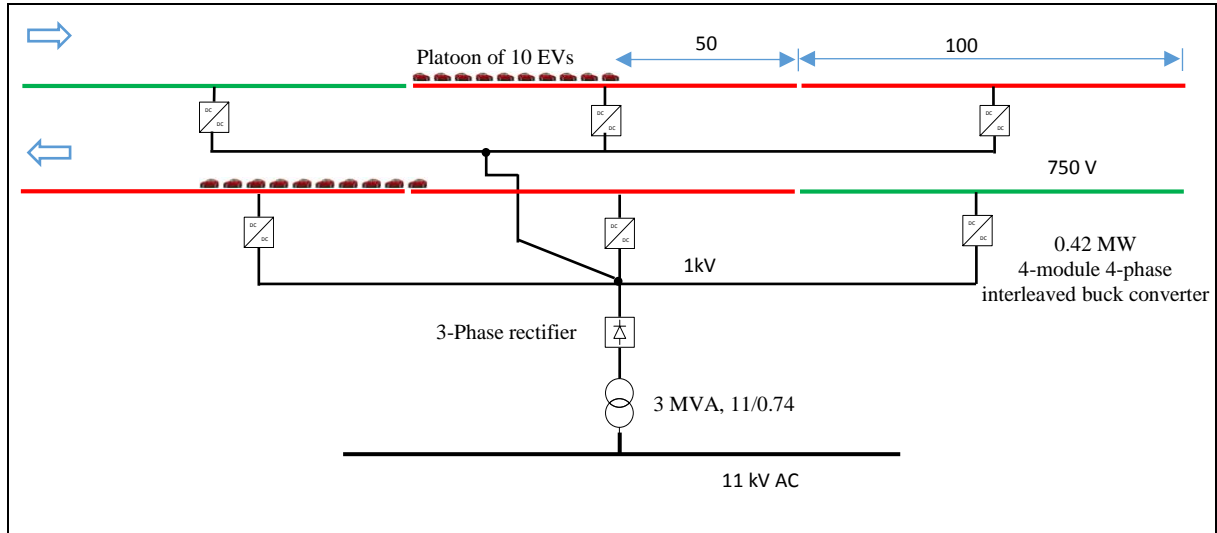 50
100
Platoon of 10 EVs
DC
DC
DC
DC
DC
DC
750 V
DC
DC
DC
DC
DC
DC
0.42 MW
4-module 4-phase
interleaved buck converter
1kV
3-Phase rectifier
3 MVA, 11/0.74
11 kV AC